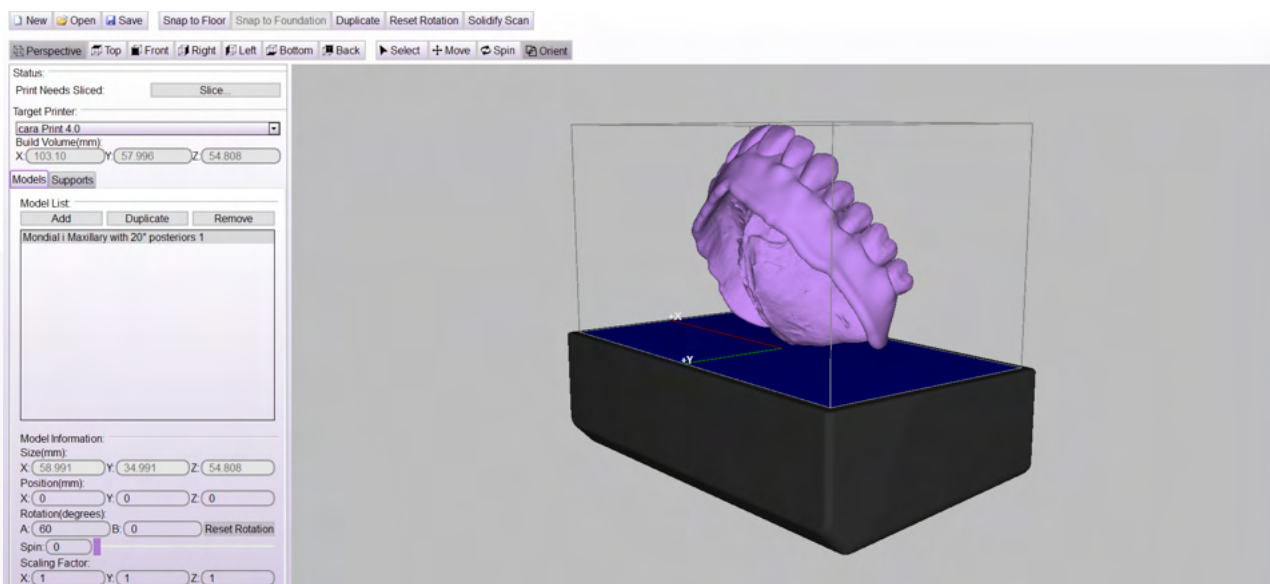 New Open Save Snap to Floor Snap to Foundation Duplicate Reset Rotation Solidify Scan
Perspective Top Front Right Left Bottom Back Select Move Spin Orient
Status:
Print Needs Sliced: Slice...
Target Printer:
cara Print 4.0
Build Volume(mm):
X: 103.10 Y: 57.996 Z: 54.808
Models Supports
Model List:
Add Duplicate Remove
Mondial i Maxillary with 20° posteriors 1
Model Information:
Size(mm):
X: 58.991 Y: 34.991 Z: 54.808
Position(mm):
X: 0 Y: 0 Z: 0
Rotation(degrees):
A: 60 B: 0 Reset Rotation
Spin: 0
Scaling Factor:
X: 1 Y: 1 Z: 1
+X
+Y